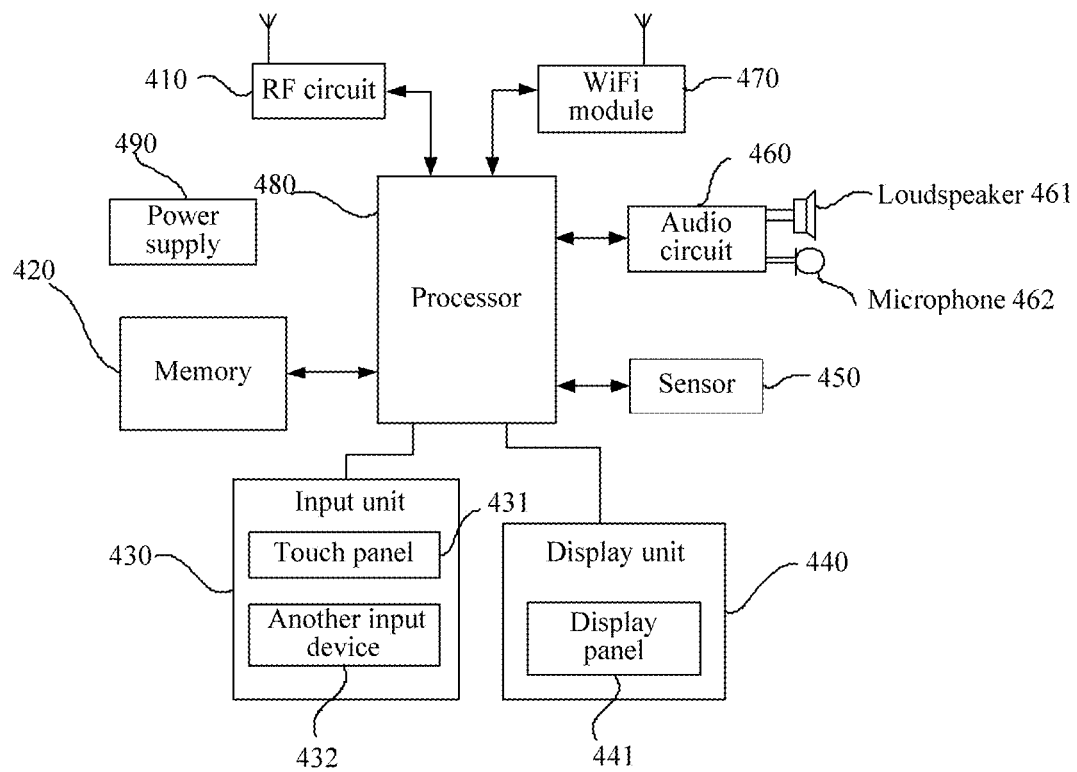 410
RF circuit
WiFi
module
470
490
Power
supply
480
460
Audio
circuit
Loudspeaker 461
Microphone 462
Processor
420
Memory
Sensor
450
Input unit
431
430
Touch panel
Another input
device
432
Display unit
440
Display
panel
441